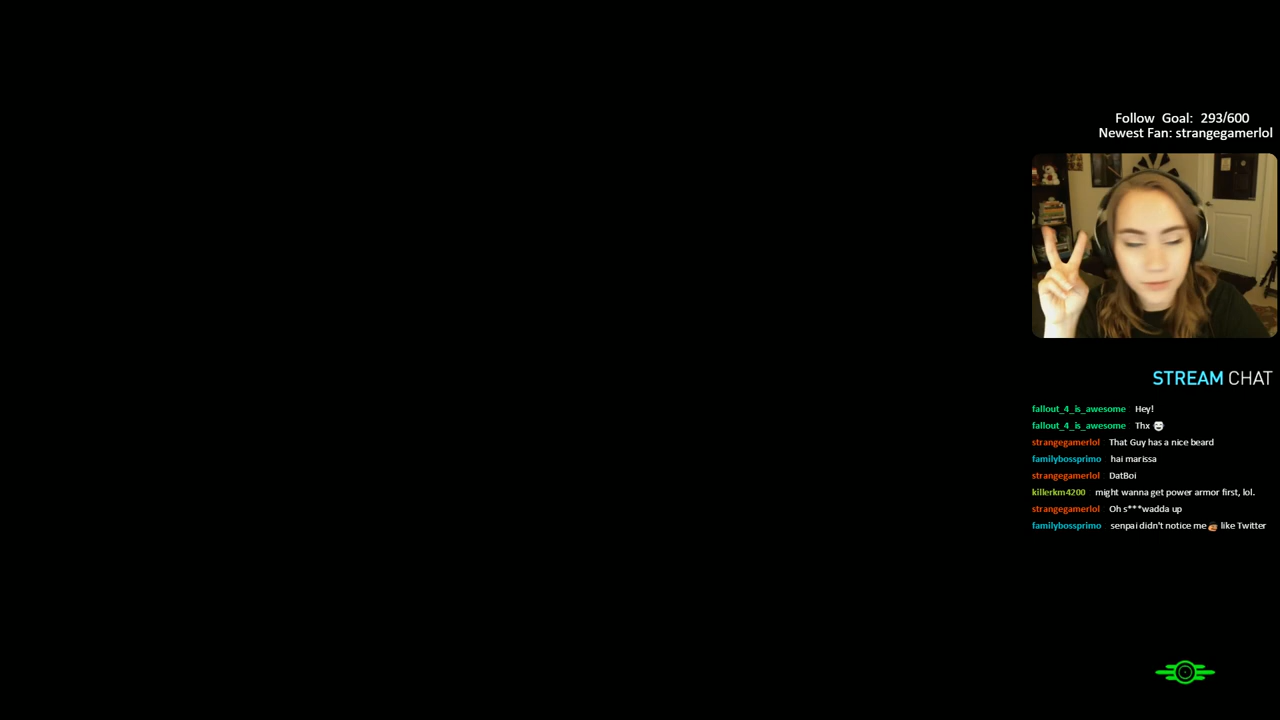 Follow Goal: 293/600
Newest Fan: strangegamerlol
STREAM CHAT
fallout_4_is_awesome Hey!
fallout_4_is_awesome Thx
strangegamerlol That Guy has a nice beard
familybossprimo hai marissa
strangegamerlol DatBoi
killerkm4200 might wanna get power armor first, lol.
strangegamerlol Oh s***wadda up
familybossprimo senpai didn't notice me like Twitter